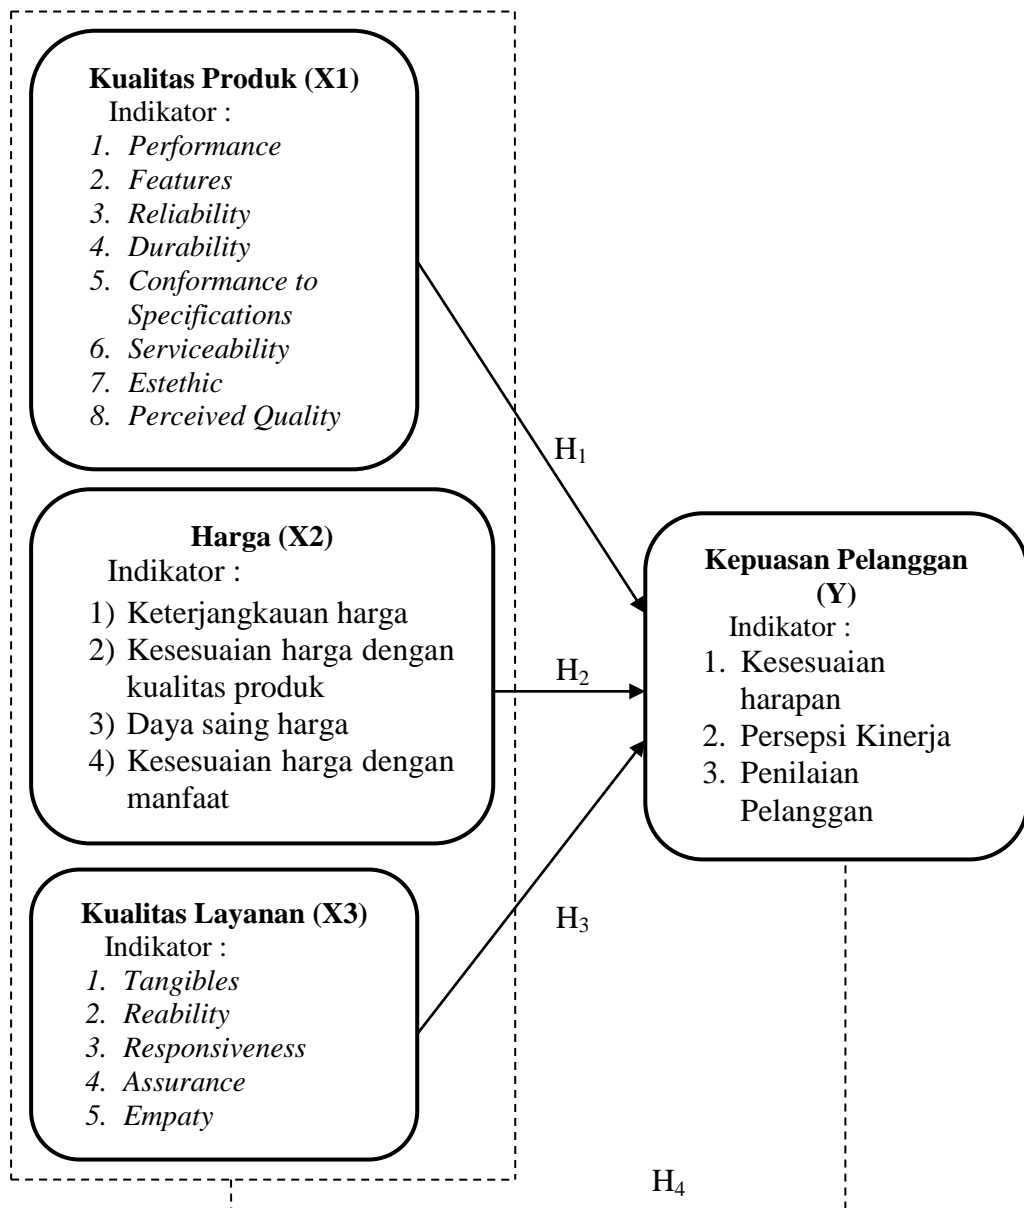 Kualitas Produk (X1)
Indikator :
1. Performance
2. Features
3. Reliability
4. Durability
5. Conformance to
Specifications
6. Serviceability
7. Estethic
8. Perceived Quality
H₁
Harga (X2)
Indikator :
1) Keterjangkauan harga
2) Kesesuaian harga dengan
kualitas produk
3) Daya saing harga
4) Kesesuaian harga dengan
manfaat
H₂
Kepuasan Pelanggan
(Y)
Indikator :
1. Kesesuaian
harapan
2. Persepsi Kinerja
3. Penilaian
Pelanggan
Kualitas Layanan (X3)
Indikator :
1. Tangibles
2. Reability
3. Responsiveness
4. Assurance
5. Empaty
H₃
H₄